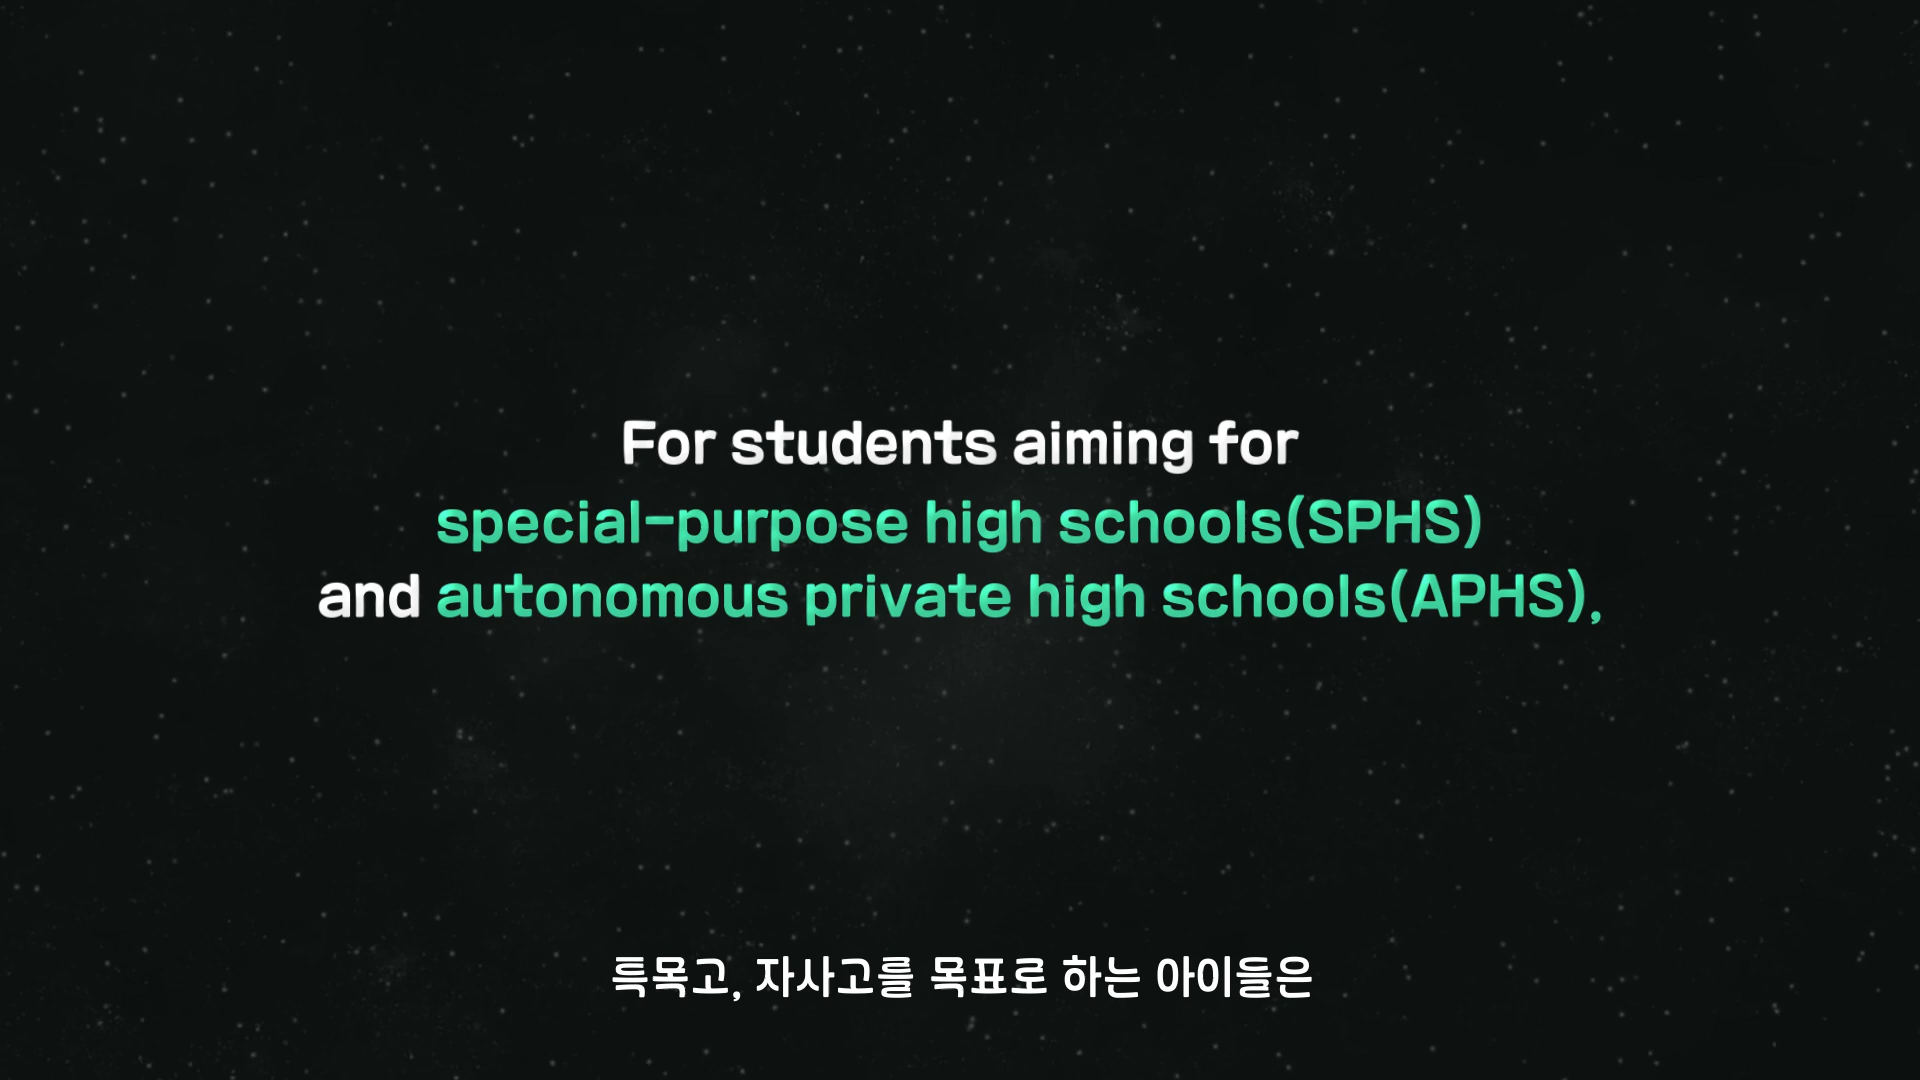 For students aiming for
special-purpose high schools(SPHS)
and autonomous private high schools(APHS),
특목고, 자사고를 목표로 하는 아이들은